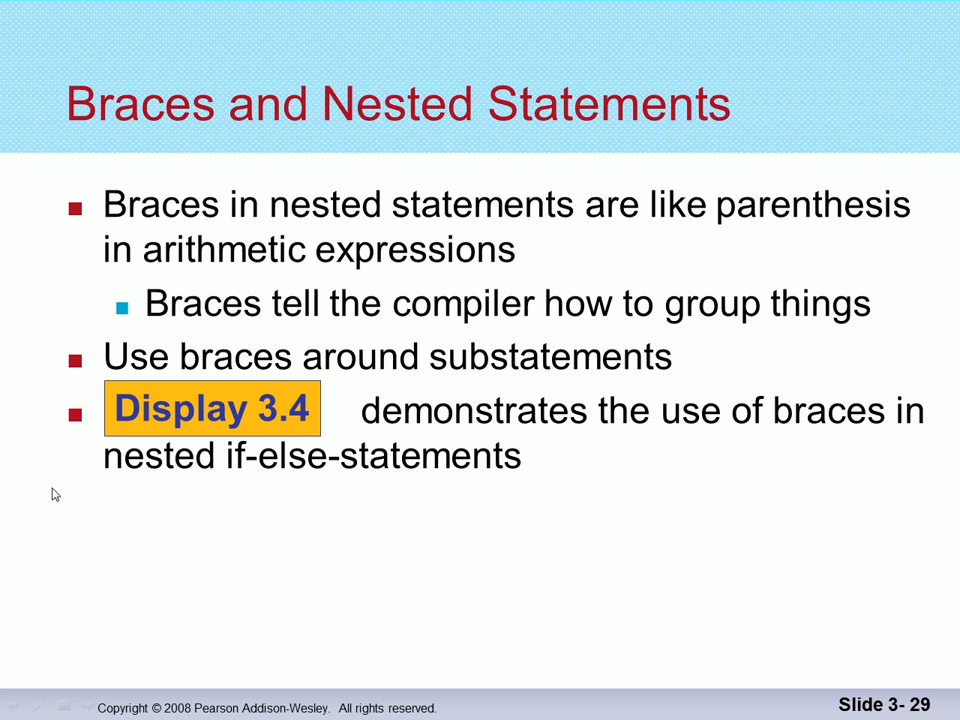 Braces and Nested Statements
Braces in nested statements are like parenthesis
in arithmetic expressions
Braces tell the compiler how to group things
Use braces around substatements
Display 3.4 demonstrates the use of braces in
nested if-else-statements
Copyright © 2008 Pearson Addison-Wesley. All rights reserved.
Slide 3- 29